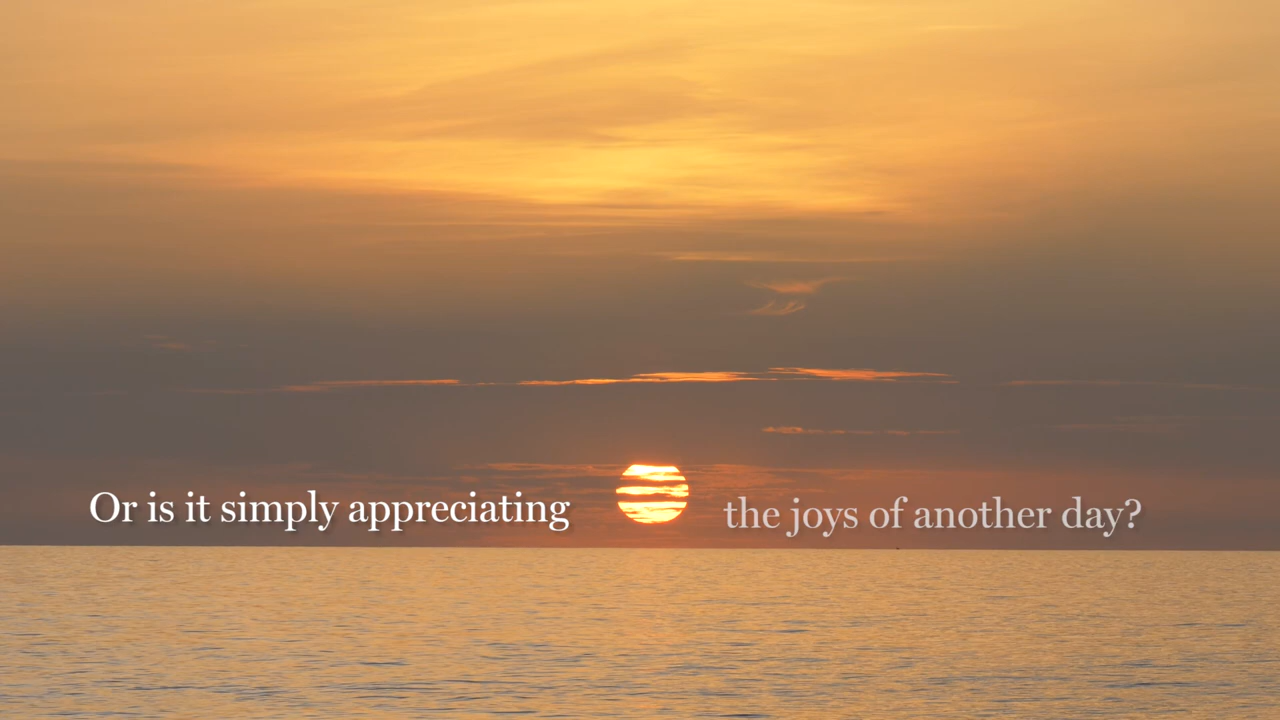 Or is it simply appreciating the joys of another day?